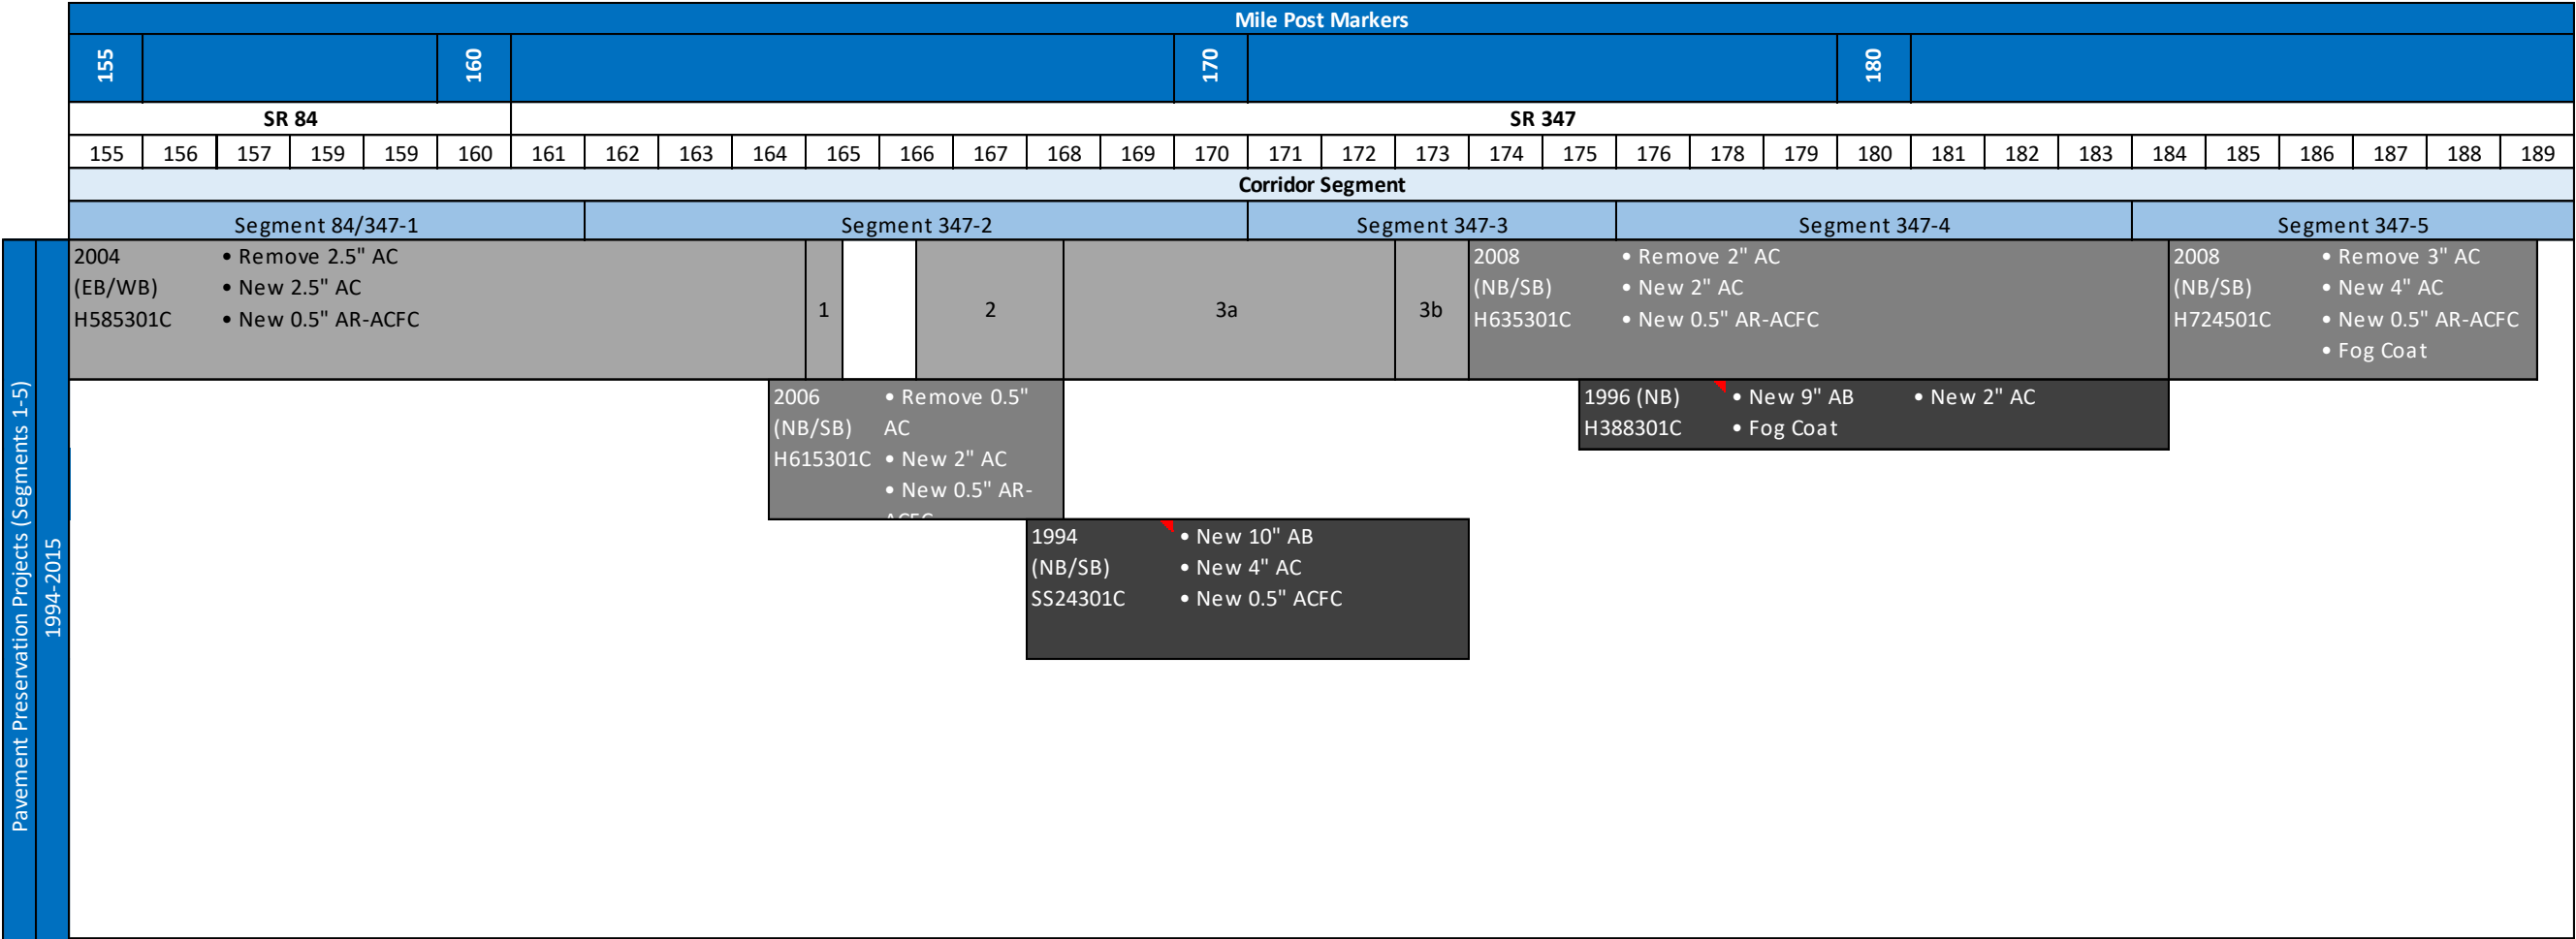 Mile Post Markers
155 160 170 180
SR 84 SR 347
155 156 157 159 159 160 161 162 163 164 165 166 167 168 169 170 171 172 173 174 175 176 178 179 180 181 182 183 184 185 186 187 188 189
Corridor Segment
Segment 84/347-1 Segment 347-2 Segment 347-3 Segment 347-4 Segment 347-5
Pavement Preservation Projects (Segments 1-5)
1994-2015
2004 • Remove 2.5" AC
(EB/WB) • New 2.5" AC
H585301C • New 0.5" AR-ACFC
1
2
3a
3b
2008 • Remove 2" AC
(NB/SB) • New 2" AC
H635301C • New 0.5" AR-ACFC
2008 • Remove 3" AC
(NB/SB) • New 4" AC
H724501C • New 0.5" AR-ACFC
• Fog Coat
2006 • Remove 0.5"
(NB/SB) AC
H615301C • New 2" AC
• New 0.5" AR-
ACFC
1996 (NB) • New 9" AB • New 2" AC
H388301C • Fog Coat
1994 • New 10" AB
(NB/SB) • New 4" AC
SS24301C • New 0.5" ACFC